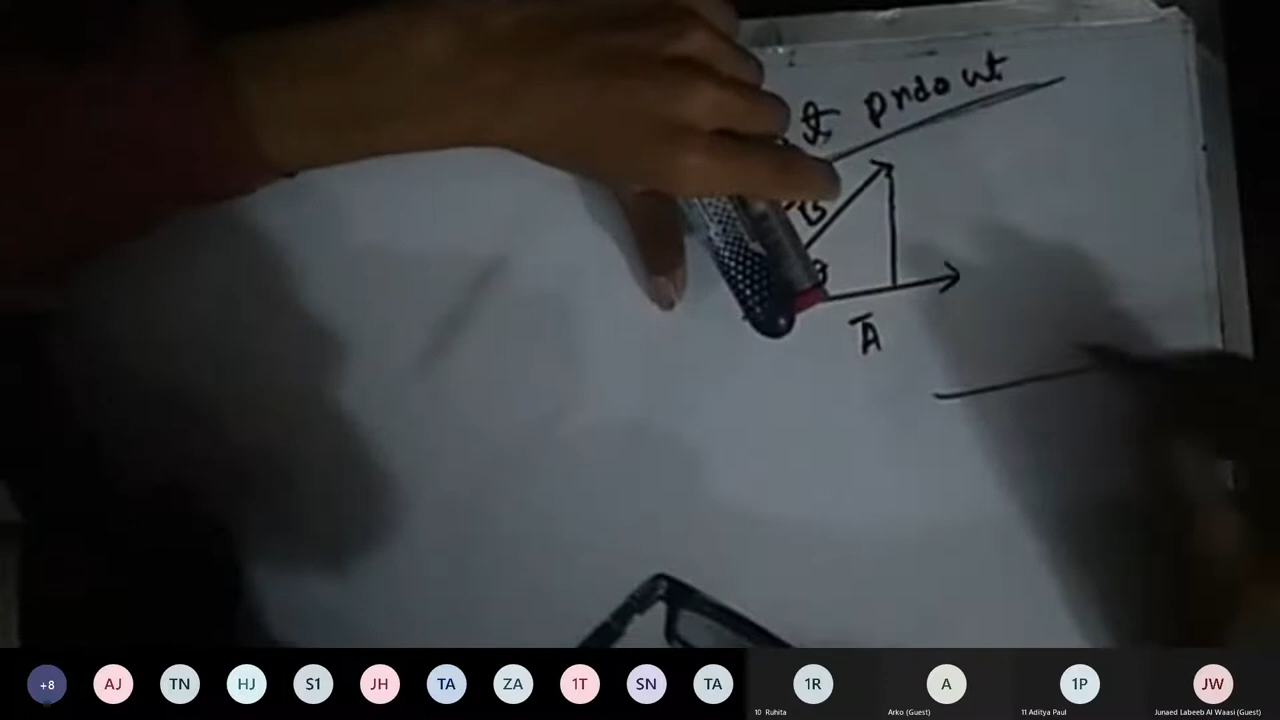 prdout
B
θ
A
+8 AJ TN HJ S1 JH TA ZA 1T SN TA 1R A 1P JW
10 Ruhita Arko (Guest) 11 Aditya Paul Junaed Labeeb Al Waasi (Guest)